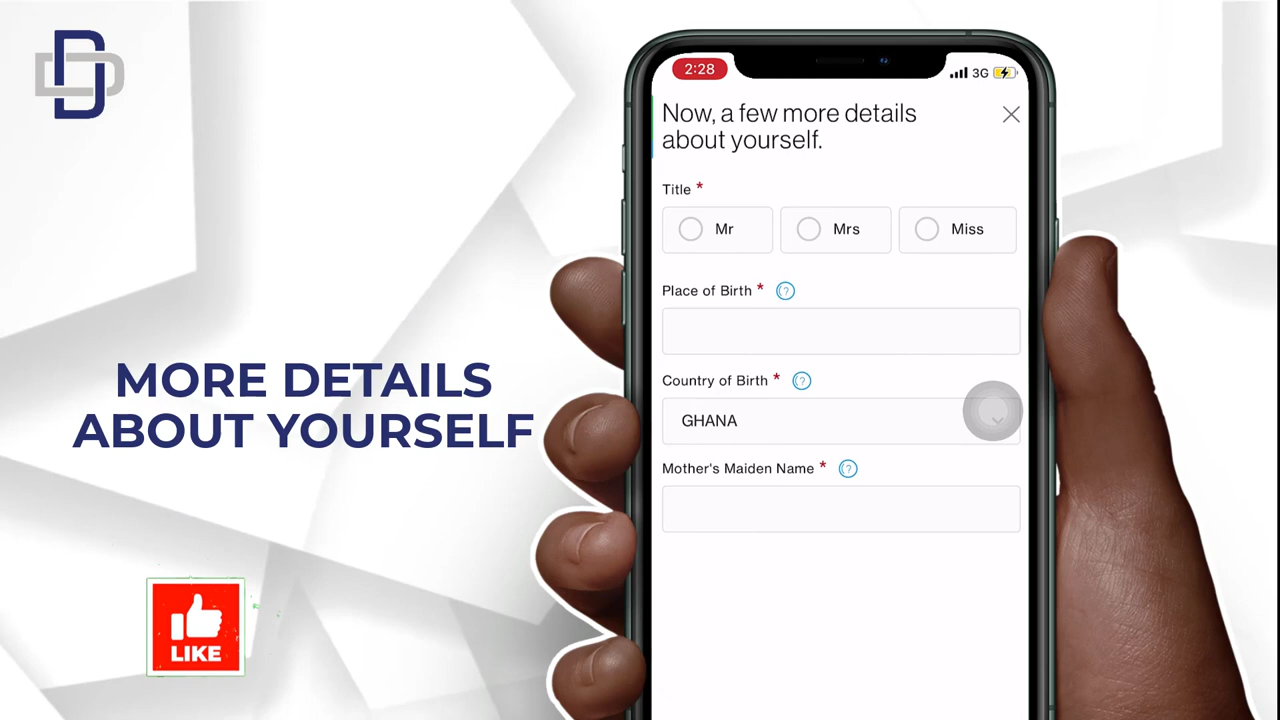 2:28
3G
Now, a few more details
about yourself.
Title *
Mr
Mrs
Miss
Place of Birth * ?
Country of Birth * ?
GHANA
Mother's Maiden Name * ?
MORE DETAILS
ABOUT YOURSELF
LIKE